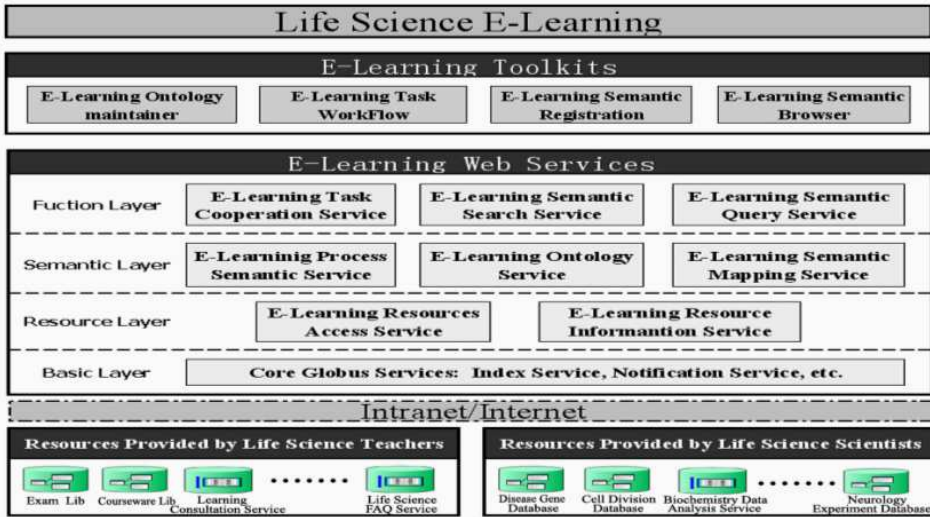 Life Science E-Learning
E-Learning Toolkits
E-Learning Ontology maintainer
E-Learning Task WorkFlow
E-Learning Semantic Registration
E-Learning Semantic Browser
E-Learning Web Services
Fuction Layer
E-Learning Task Cooperation Service
E-Learning Semantic Search Service
E-Learning Semantic Query Service
Semantic Layer
E-Learninig Process Semantic Service
E-Learning Ontology Service
E-Learning Semantic Mapping Service
Resource Layer
E-Learning Resources Access Service
E-Learning Resource Informantion Service
Basic Layer
Core Globus Services: Index Service, Notification Service, etc.
Intranet/Internet
Resources Provided by Life Science Teachers
Exam Lib
Courseware Lib
Learning Consultation Service
Life Science FAQ Service
Resources Provided by Life Science Scientists
Disease Gene Database
Cell Division Database
Biochemistry Data Analysis Service
Neurology Experiment Database